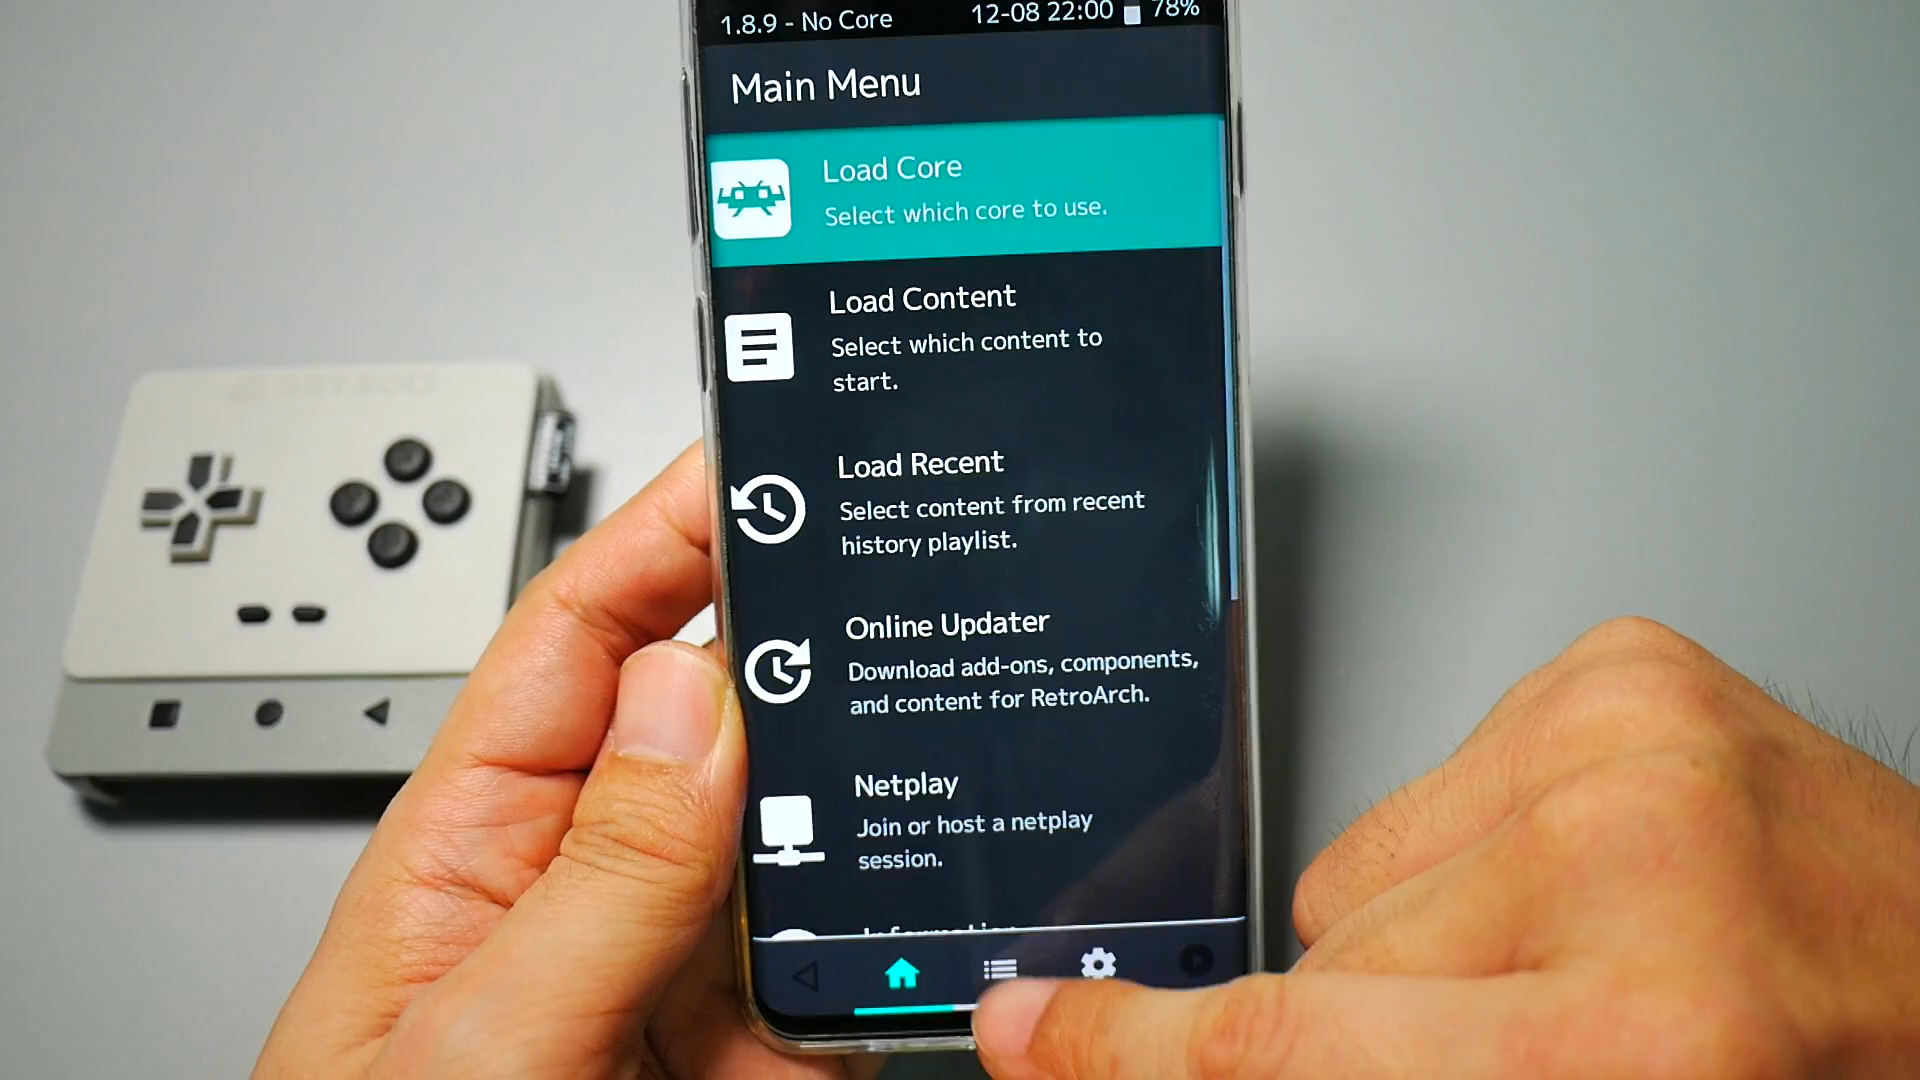 1.8.9 - No Core 12-08 22:00 78%
Main Menu
Load Core
Select which core to use.
Load Content
Select which content to
start.
Load Recent
Select content from recent
history playlist.
Online Updater
Download add-ons, components,
and content for RetroArch.
Netplay
Join or host a netplay
session.
Information